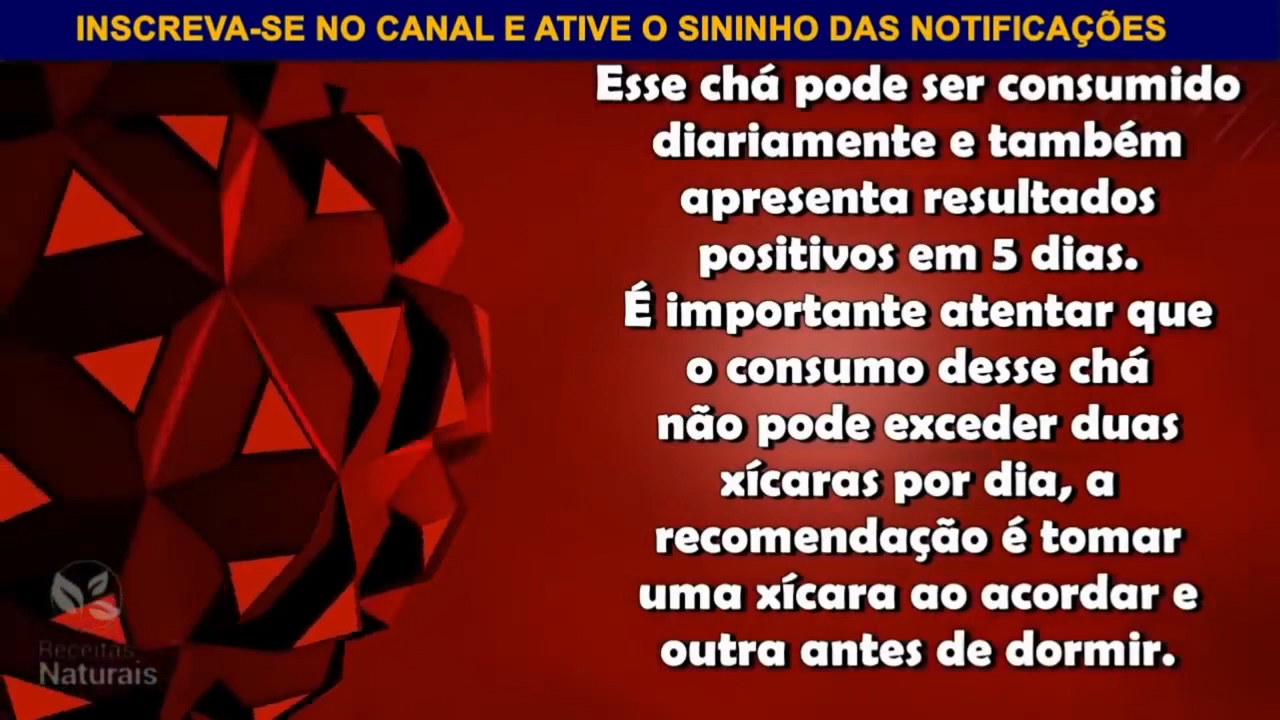 INSCREVA-SE NO CANAL E ATIVE O SININHO DAS NOTIFICAÇÕES
Esse chá pode ser consumido
diariamente e também
apresenta resultados
positivos em 5 dias.
É importante atentar que
o consumo desse chá
não pode exceder duas
xícaras por dia, a
recomendação é tomar
uma xícara ao acordar e
outra antes de dormir.
Receitas
Naturais